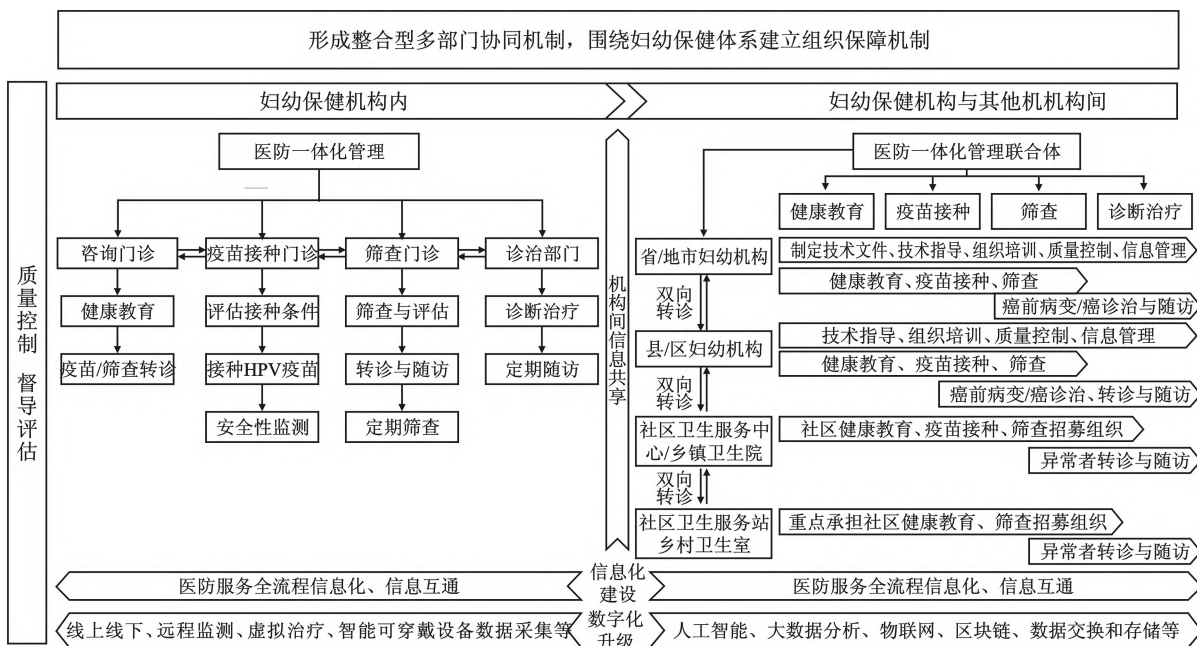 形成整合型多部门协同机制，围绕妇幼保健体系建立组织保障机制
质量控制 督导评估
妇幼保健机构内
妇幼保健机构与其他机机构间
医防一体化管理
咨询门诊
疫苗接种门诊
筛查门诊
诊治部门
健康教育
评估接种条件
筛查与评估
诊断治疗
疫苗/筛查转诊
接种HPV疫苗
转诊与随访
定期随访
安全性监测
定期筛查
机构间信息共享
医防一体化管理联合体
健康教育
疫苗接种
筛查
诊断治疗
省/地市妇幼机构
制定技术文件、技术指导、组织培训、质量控制、信息管理
健康教育、疫苗接种、筛查
癌前病变/癌诊治与随访
双向
转诊
县/区妇幼机构
技术指导、组织培训、质量控制、信息管理
健康教育、疫苗接种、筛查
癌前病变/癌诊治、转诊与随访
双向
转诊
社区卫生服务中
心/乡镇卫生院
社区健康教育、疫苗接种、筛查招募组织
异常者转诊与随访
双向
转诊
社区卫生服务站
乡村卫生室
重点承担社区健康教育、筛查招募组织
异常者转诊与随访
医防服务全流程信息化、信息互通
信息化
建设
医防服务全流程信息化、信息互通
线上线下、远程监测、虚拟治疗、智能可穿戴设备数据采集等
数字化
升级
人工智能、大数据分析、物联网、区块链、数据交换和存储等